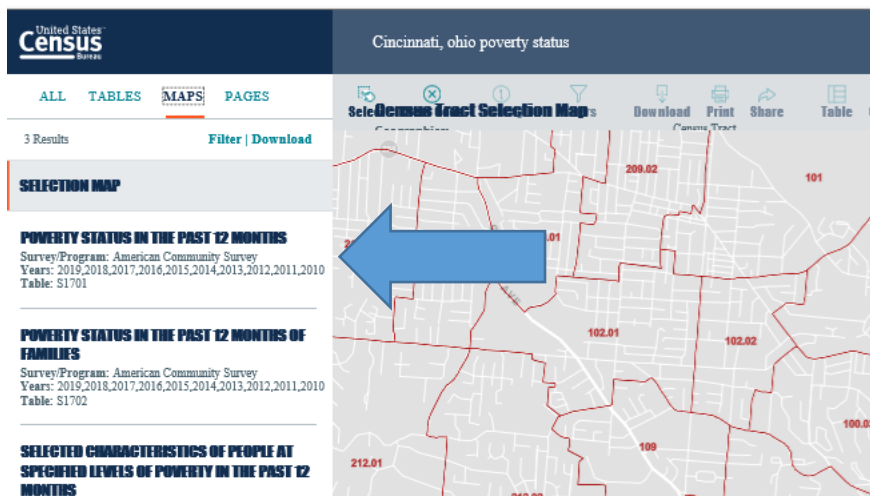 United States®
Census
Bureau
Cincinnati, ohio poverty status
ALL TABLES MAPS PAGES
3 Results Filter | Download
SELECTION MAP
POVERTY STATUS IN THE PAST 12 MONTHS
Survey/Program: American Community Survey
Years: 2019,2018,2017,2016,2015,2014,2013,2012,2011,2010
Table: S1701
POVERTY STATUS IN THE PAST 12 MONTHS OF
FAMILIES
Survey/Program: American Community Survey
Years: 2019,2018,2017,2016,2015,2014,2013,2012,2011,2010
Table: S1702
SELECTED CHARACTERISTICS OF PEOPLE AT
SPECIFIED LEVELS OF POVERTY IN THE PAST 12
MONTHS
Census Tract Selection Map
Download Print Share Table
Census Tract
209.02
101
.01
AVE
102.01
102.02
109
212.01